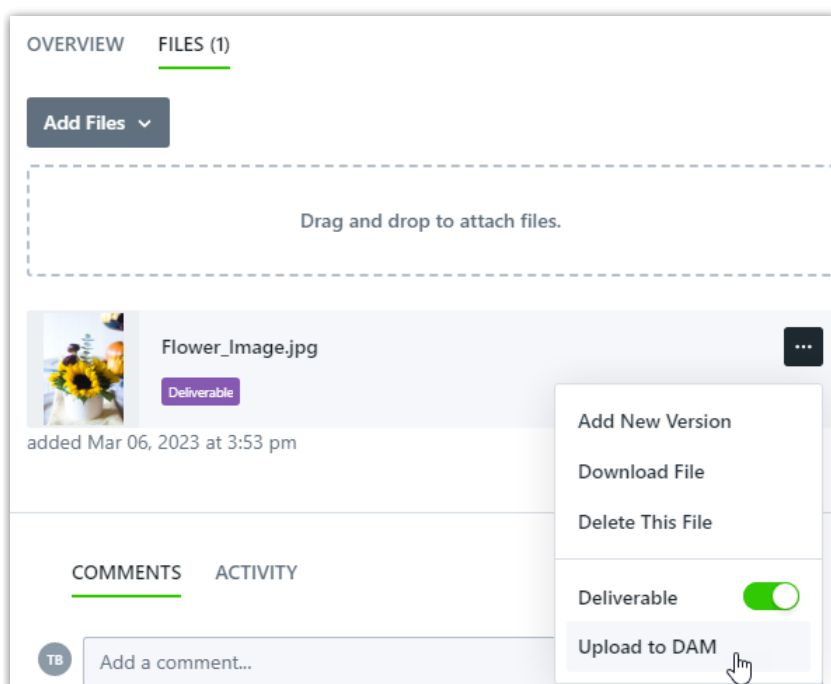 OVERVIEW FILES (1)
Add Files
Drag and drop to attach files.
Flower_Image.jpg
Deliverable
added Mar 06, 2023 at 3:53 pm
Add New Version
Download File
Delete This File
Deliverable
Upload to DAM
COMMENTS ACTIVITY
TB Add a comment...